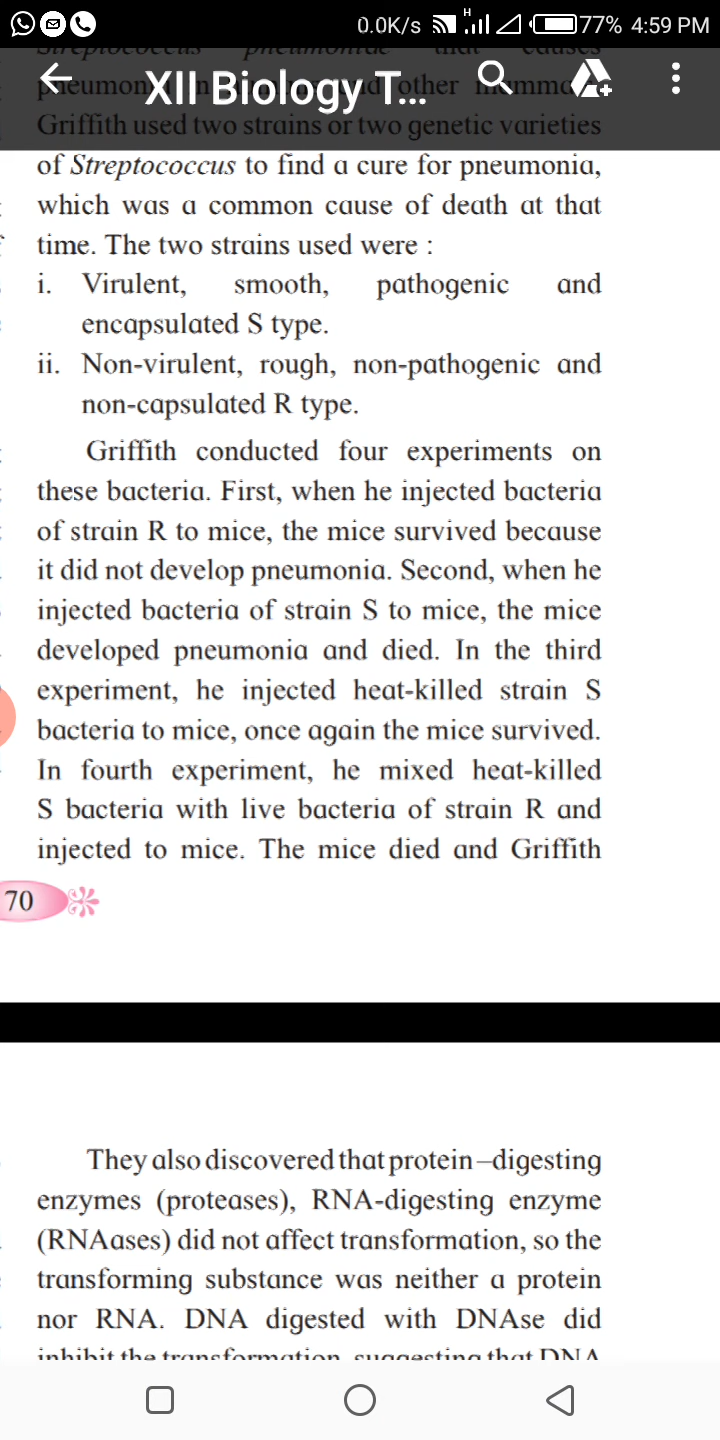 0.0K/s H 77% 4:59 PM
XII Biology T...
Griffith used two strains or two genetic varieties
of Streptococcus to find a cure for pneumonia,
which was a common cause of death at that
time. The two strains used were :
i. Virulent, smooth, pathogenic and
encapsulated S type.
ii. Non-virulent, rough, non-pathogenic and
non-capsulated R type.
Griffith conducted four experiments on
these bacteria. First, when he injected bacteria
of strain R to mice, the mice survived because
it did not develop pneumonia. Second, when he
injected bacteria of strain S to mice, the mice
developed pneumonia and died. In the third
experiment, he injected heat-killed strain S
bacteria to mice, once again the mice survived.
In fourth experiment, he mixed heat-killed
S bacteria with live bacteria of strain R and
injected to mice. The mice died and Griffith
70
They also discovered that protein–digesting
enzymes (proteases), RNA-digesting enzyme
(RNAases) did not affect transformation, so the
transforming substance was neither a protein
nor RNA. DNA digested with DNAse did
inhibit the transformation, suggesting that DNA